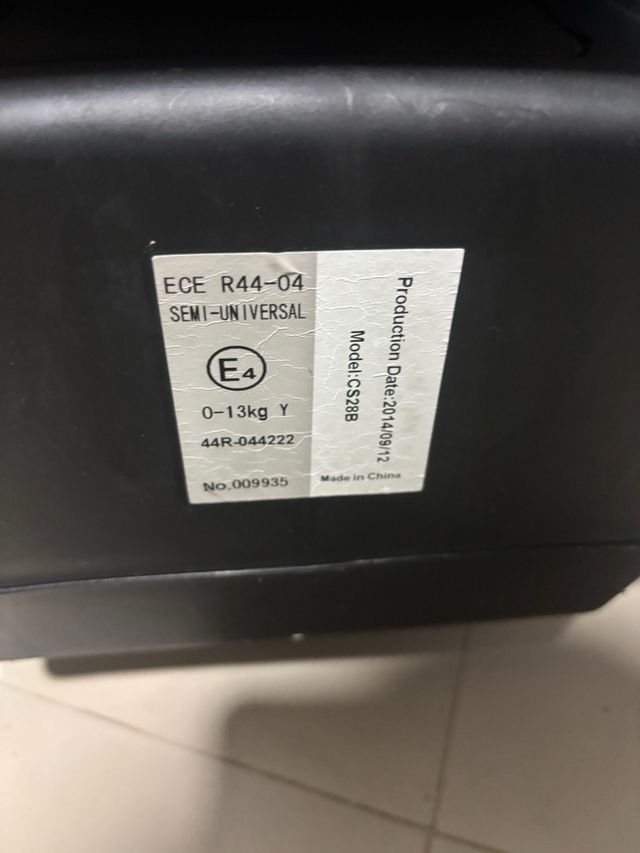 ECE R44-04
SEMI-UNIVERSAL
E4
0-13kg Y
44R-044222
No.009935
Production Date:2014/09/12
Model:CS28B
Made in China